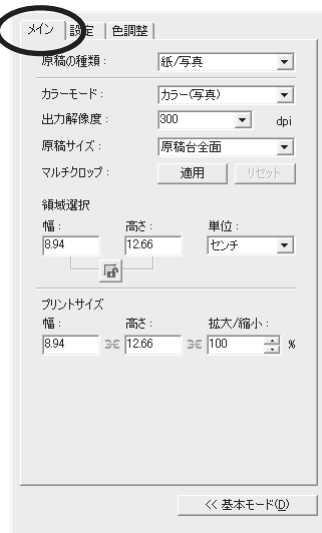 メイン 設定 色調整
原稿の種類： 紙/写真
カラーモード： カラー(写真)
出力解像度： 300 dpi
原稿サイズ： 原稿台全面
マルチクロップ： 適用 リセット
領域選択
幅： 高さ： 単位：
8.94 12.66 センチ
プリントサイズ
幅： 高さ： 拡大/縮小：
8.94 12.66 100 %
<< 基本モード(D)